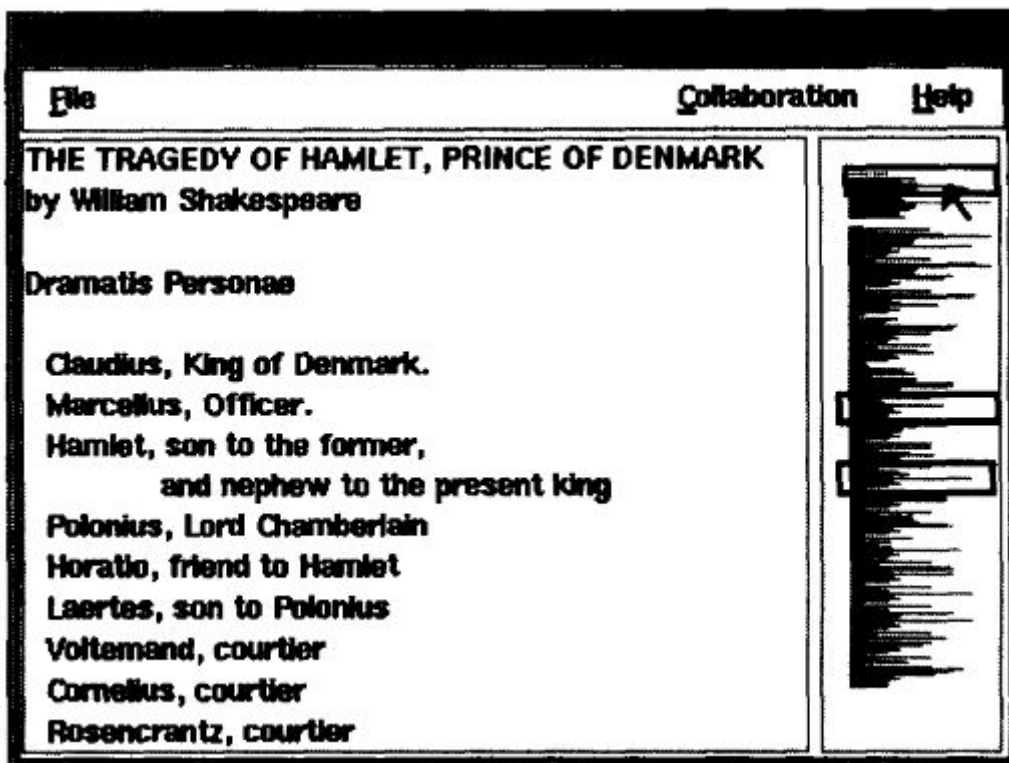 File Collaboration Help
THE TRAGEDY OF HAMLET, PRINCE OF DENMARK
by William Shakespeare
Dramatis Personae
Claudius, King of Denmark.
Marcellus, Officer.
Hamlet, son to the former,
and nephew to the present king
Polonius, Lord Chamberlain
Horatio, friend to Hamlet
Laertes, son to Polonius
Voltemand, courtier
Cornelius, courtier
Rosencrantz, courtier